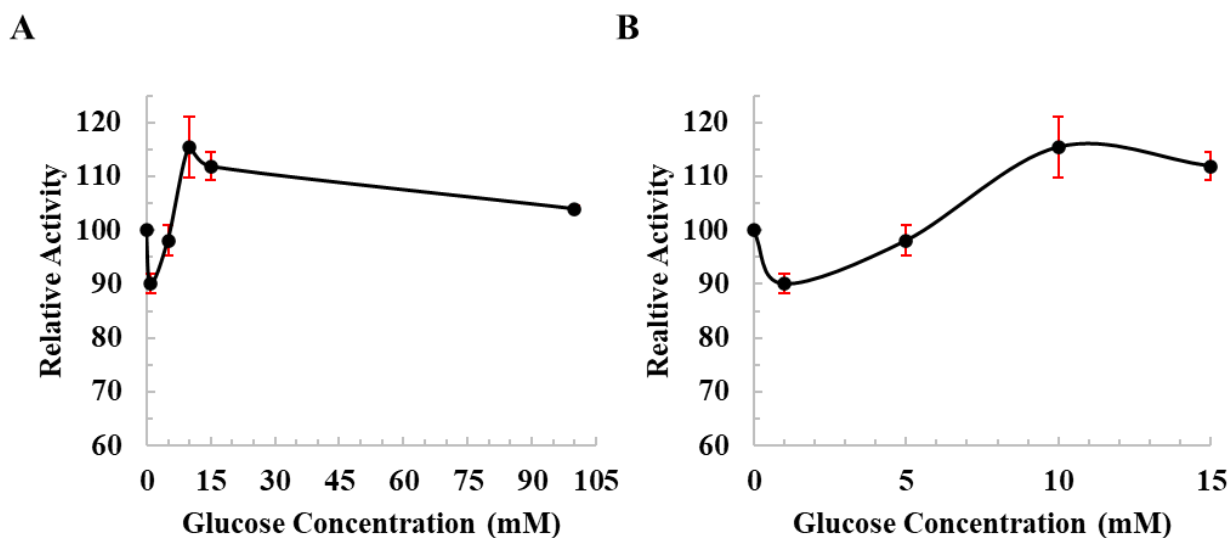 A
B
120
110
100
90
80
70
60
Relative Activity
0 15 30 45 60 75 90 105
Glucose Concentration (mM)
120
110
100
90
80
70
60
Realtive Activity
0 5 10 15
Glucose Concentration (mM)